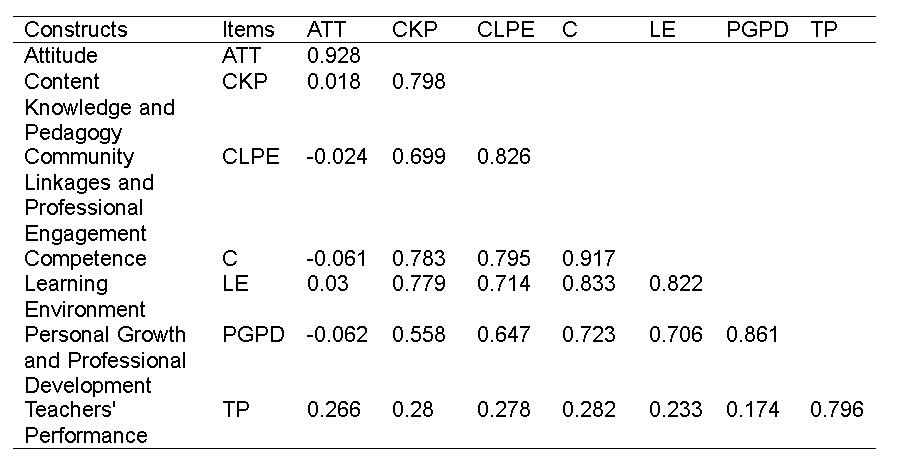 Constructs Items ATT CKP CLPE C LE PGPD TP
Attitude ATT 0.928
Content CKP 0.018 0.798
Knowledge and
Pedagogy
Community CLPE -0.024 0.699 0.826
Linkages and
Professional
Engagement
Competence C -0.061 0.783 0.795 0.917
Learning LE 0.03 0.779 0.714 0.833 0.822
Environment
Personal Growth PGPD -0.062 0.558 0.647 0.723 0.706 0.861
and Professional
Development
Teachers' TP 0.266 0.28 0.278 0.282 0.233 0.174 0.796
Performance